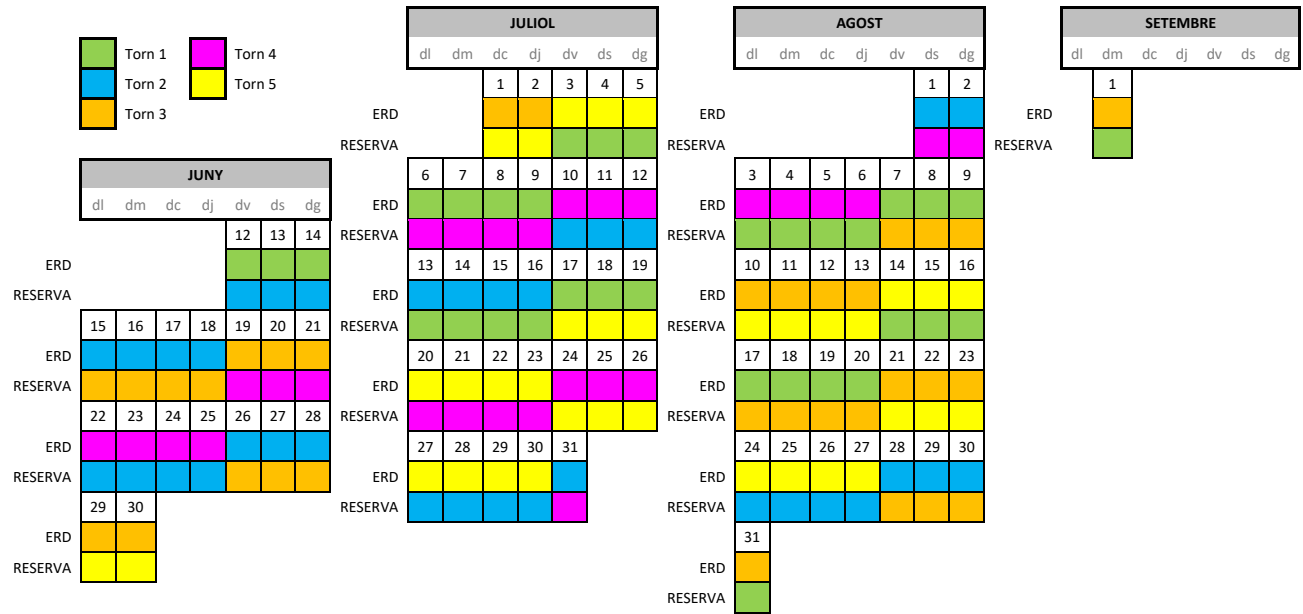 Torn 1 Torn 4
Torn 2 Torn 5
Torn 3
JUNY
dl dm dc dj dv ds dg
12 13 14
ERD
RESERVA
15 16 17 18 19 20 21
ERD
RESERVA
22 23 24 25 26 27 28
ERD
RESERVA
29 30
ERD
RESERVA
JULIOL
dl dm dc dj dv ds dg
1 2 3 4 5
ERD
RESERVA
6 7 8 9 10 11 12
ERD
RESERVA
13 14 15 16 17 18 19
ERD
RESERVA
20 21 22 23 24 25 26
ERD
RESERVA
27 28 29 30 31
ERD
RESERVA
AGOST
dl dm dc dj dv ds dg
1 2
ERD
RESERVA
3 4 5 6 7 8 9
ERD
RESERVA
10 11 12 13 14 15 16
ERD
RESERVA
17 18 19 20 21 22 23
ERD
RESERVA
24 25 26 27 28 29 30
ERD
RESERVA
31
ERD
RESERVA
SETEMBRE
dl dm dc dj dv ds dg
1
ERD
RESERVA